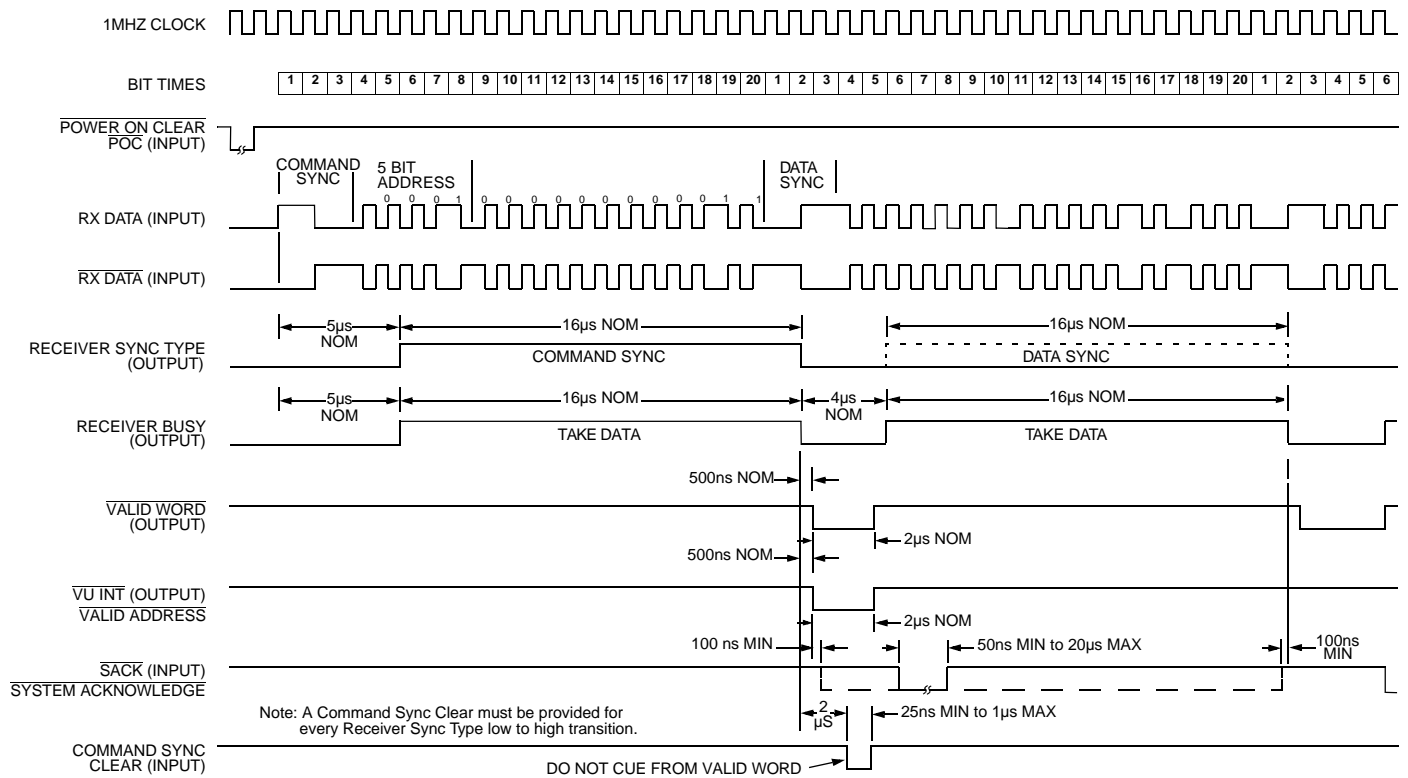 1MHZ CLOCK
BIT TIMES 1 2 3 4 5 6 7 8 9 10 11 12 13 14 15 16 17 18 19 20 1 2 3 4 5 6 7 8 9 10 11 12 13 14 15 16 17 18 19 20 1 2 3 4 5 6
POWER ON CLEAR
POC (INPUT)
COMMAND
SYNC
5 BIT
ADDRESS
DATA
SYNC
0 0 0 1 0 0 0 0 0 0 0 0 0 0 1 1
RX DATA (INPUT)
RX DATA (INPUT)
5µs
NOM
16µs NOM
16µs NOM
RECEIVER SYNC TYPE
(OUTPUT)
COMMAND SYNC
DATA SYNC
5µs
NOM
16µs NOM
4µs
NOM
16µs NOM
RECEIVER BUSY
(OUTPUT)
TAKE DATA
TAKE DATA
500ns NOM
VALID WORD
(OUTPUT)
2µs NOM
500ns NOM
VU INT (OUTPUT)
VALID ADDRESS
2µs NOM
100 ns MIN
50ns MIN to 20µs MAX
100ns
MIN
SACK (INPUT)
SYSTEM ACKNOWLEDGE
2
µS
25ns MIN to 1µs MAX
Note: A Command Sync Clear must be provided for
every Receiver Sync Type low to high transition.
COMMAND SYNC
CLEAR (INPUT)
DO NOT CUE FROM VALID WORD